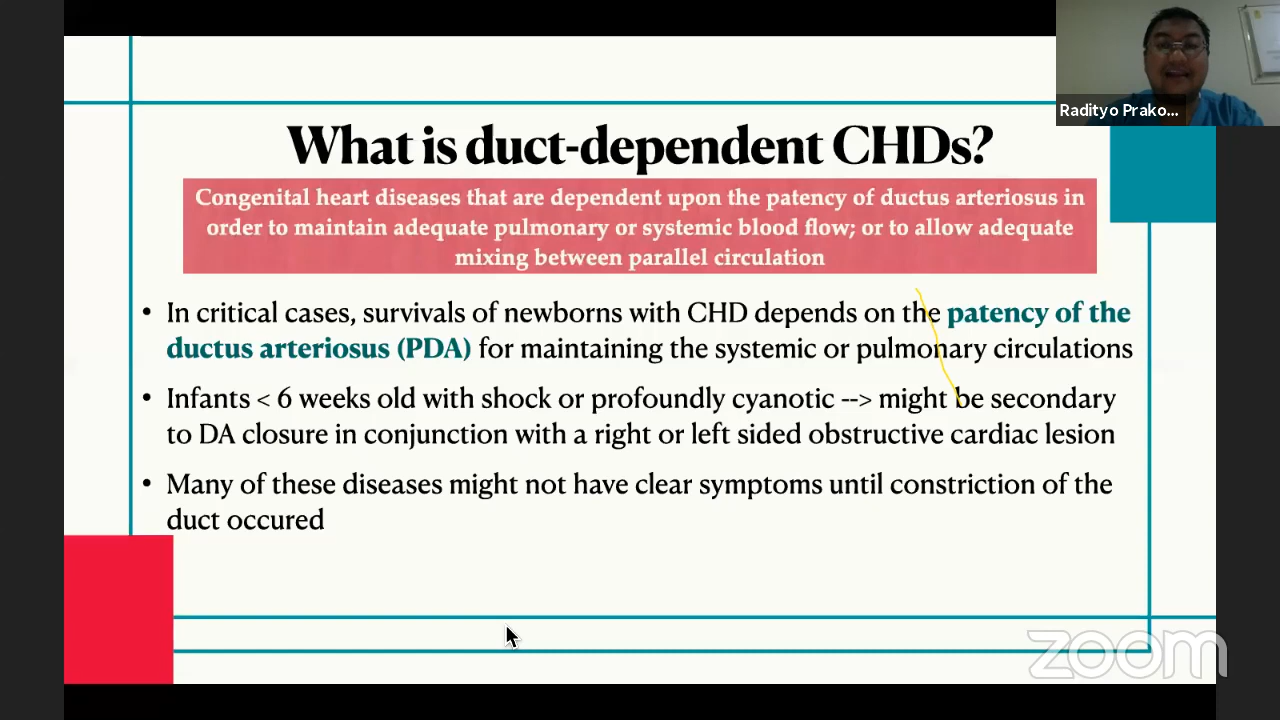 Radityo Prako...
What is duct-dependent CHDs?
Congenital heart diseases that are dependent upon the patency of ductus arteriosus in
order to maintain adequate pulmonary or systemic blood flow; or to allow adequate
mixing between parallel circulation
• In critical cases, survivals of newborns with CHD depends on the patency of the
ductus arteriosus (PDA) for maintaining the systemic or pulmonary circulations
• Infants < 6 weeks old with shock or profoundly cyanotic --> might be secondary
to DA closure in conjunction with a right or left sided obstructive cardiac lesion
• Many of these diseases might not have clear symptoms until constriction of the
duct occured
zoom